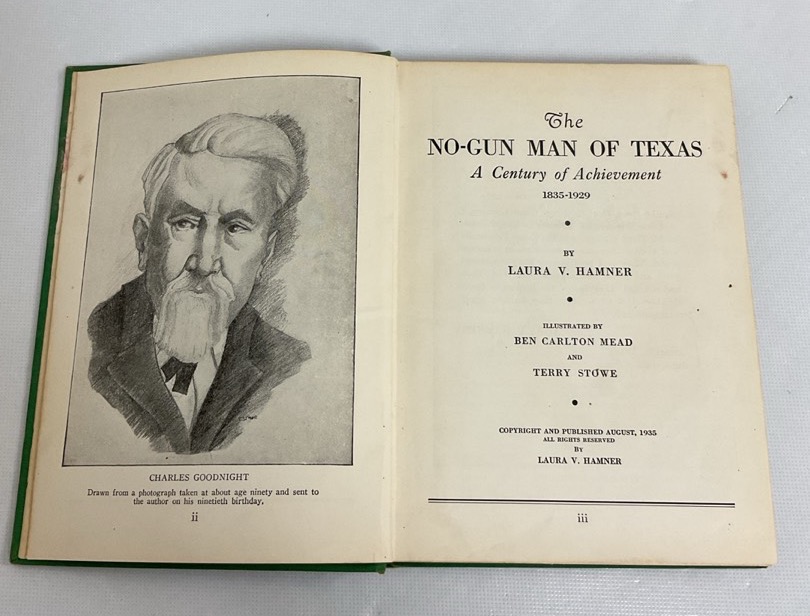 CHARLES GOODNIGHT
Drawn from a photograph taken at about age ninety and sent to
the author on his ninetieth birthday.
ii
The
NO-GUN MAN OF TEXAS
A Century of Achievement
1835-1929
BY
LAURA V. HAMNER
ILLUSTRATED BY
BEN CARLTON MEAD
AND
TERRY STOWE
COPYRIGHT AND PUBLISHED AUGUST, 1935
ALL RIGHTS RESERVED
By
LAURA V. HAMNER
iii